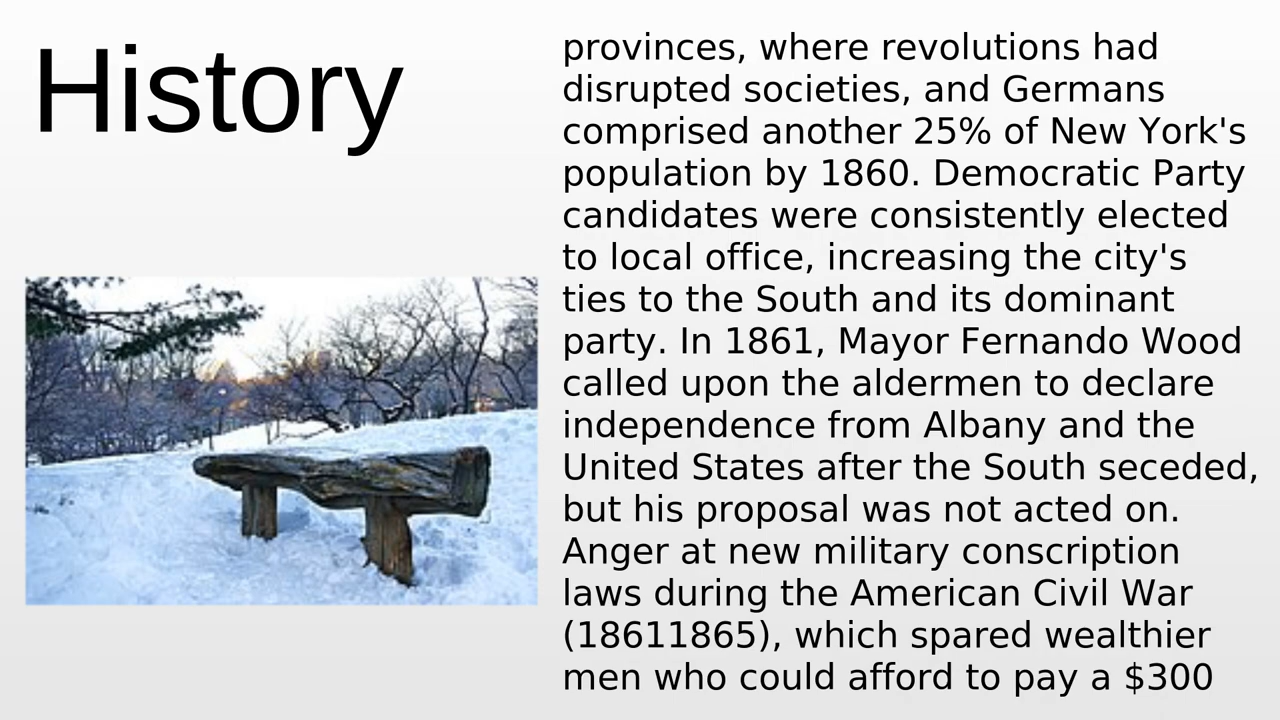 History
provinces, where revolutions had
disrupted societies, and Germans
comprised another 25% of New York's
population by 1860. Democratic Party
candidates were consistently elected
to local office, increasing the city's
ties to the South and its dominant
party. In 1861, Mayor Fernando Wood
called upon the aldermen to declare
independence from Albany and the
United States after the South seceded,
but his proposal was not acted on.
Anger at new military conscription
laws during the American Civil War
(18611865), which spared wealthier
men who could afford to pay a $300